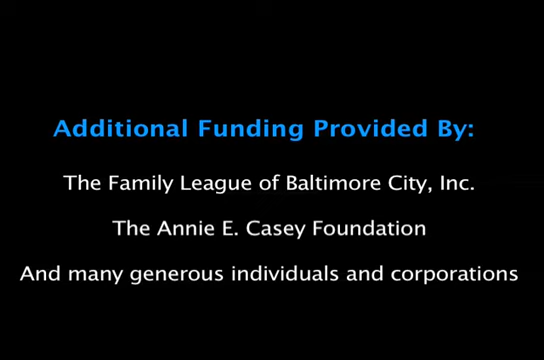 Additional Funding Provided By:
The Family League of Baltimore City, Inc.
The Annie E. Casey Foundation
And many generous individuals and corporations